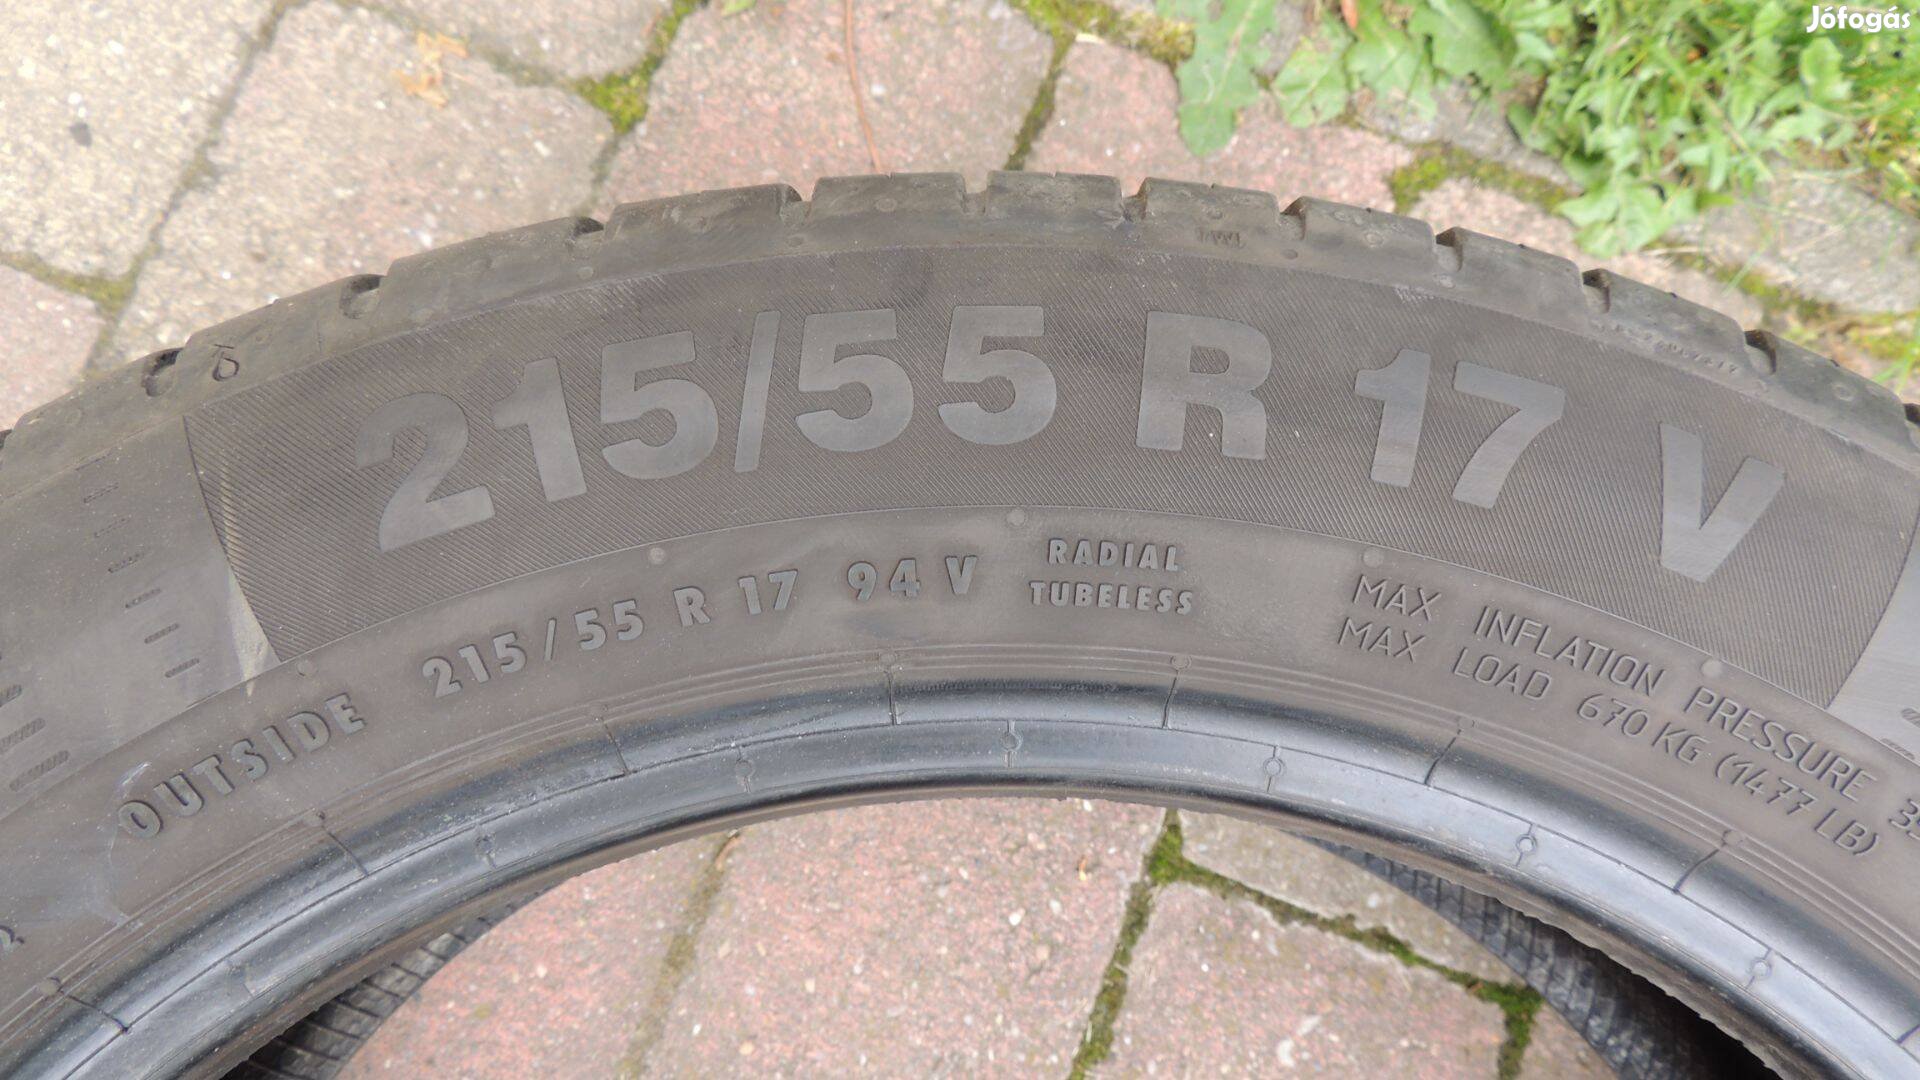 Jófogás
TWI
215/55 R 17 V
OUTSIDE 215/55 R 17 94 V RADIAL
TUBELESS
MAX INFLATION PRESSURE
MAX LOAD 670 KG (1477 LB)